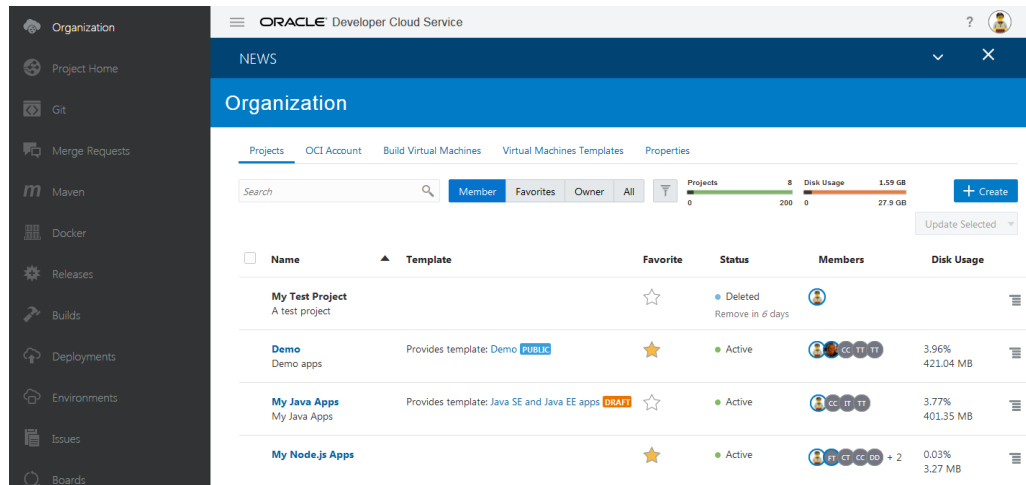 Organization
Project Home
Git
Merge Requests
Maven
Docker
Releases
Builds
Deployments
Environments
Issues
Boards
ORACLE Developer Cloud Service
?
NEWS
Organization
Projects OCI Account Build Virtual Machines Virtual Machines Templates Properties
Search Member Favorites Owner All
Projects 8
0 200
Disk Usage 1.59 GB
0 27.9 GB
+ Create
Update Selected
Name Template Favorite Status Members Disk Usage
My Test Project Deleted
A test project Remove in 6 days
Demo Provides template: Demo PUBLIC Active CC TT TT 3.96%
Demo apps 421.04 MB
My Java Apps Provides template: Java SE and Java EE apps DRAFT Active CC JT TT 3.77%
My Java Apps 401.35 MB
My Node.js Apps Active FT CT CC DD + 2 0.03%
3.27 MB